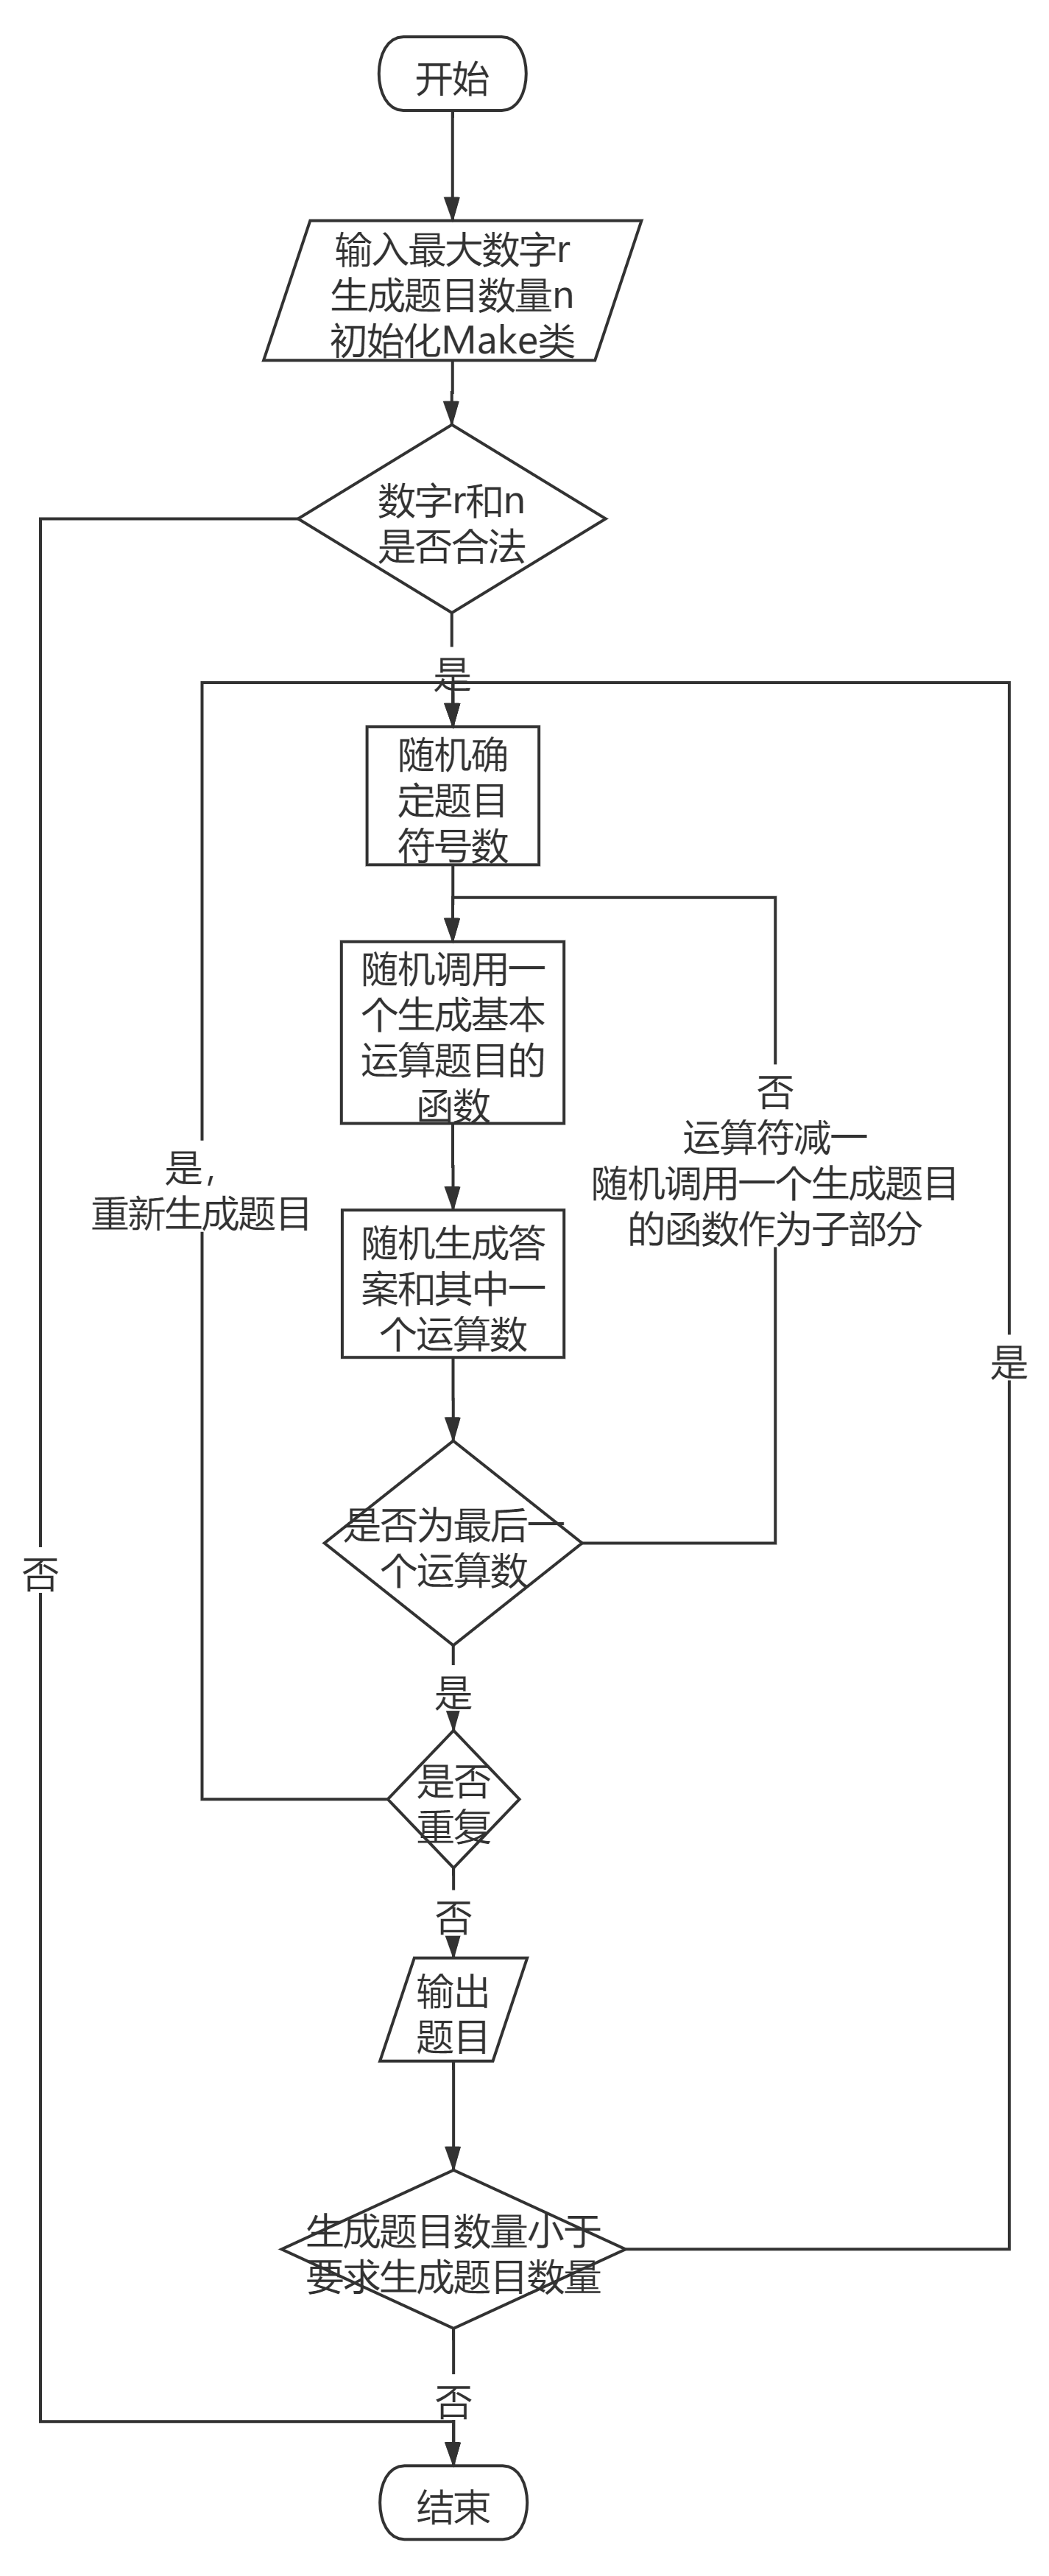 开始
输入最大数字r
生成题目数量n
初始化Make类
数字r和n
是否合法
是
随机确
定题目
符号数
随机调用一
个生成基本
运算题目的
函数
否
运算符减一
随机调用一个生成题目
的函数作为子部分
是，
重新生成题目
随机生成答
案和其中一
个运算数
是
是否为最后一
个运算数
否
是
是否
重复
否
输出
题目
生成题目数量小于
要求生成题目数量
否
结束